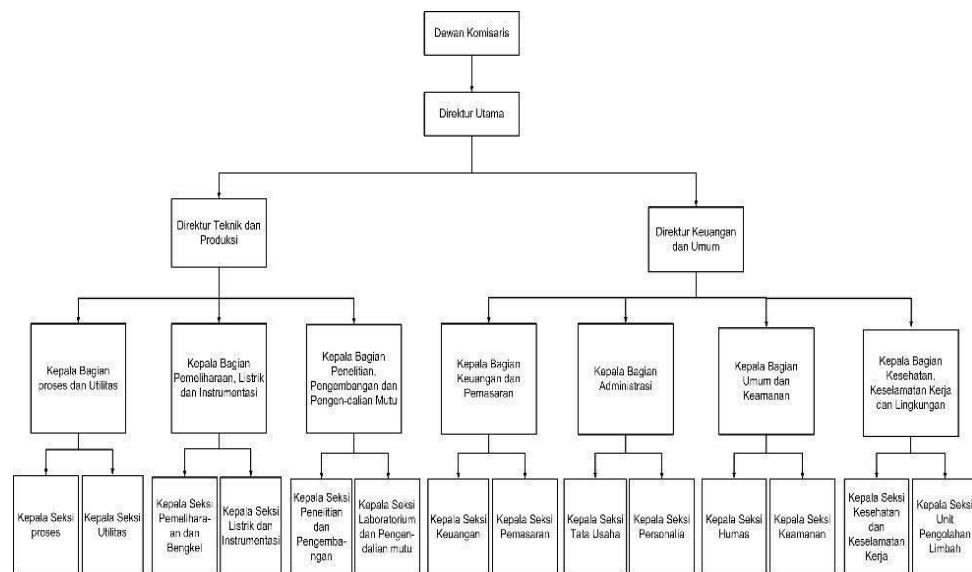 Dewan Komisaris
Direktur Utama
Direktur Teknik dan
Produksi
Direktur Keuangan
dan Umum
Kepala Bagian
proses dan Utilitas
Kepala Bagian
Pemeliharaan, Listrik
dan Instrumentasi
Kepala Bagian
Penelitian,
Pengembangan dan
Pengen-dalian Mutu
Kepala Bagian
Keuangan dan
Pemasaran
Kepala Bagian
Administrasi
Kepala Bagian
Umum dan
Keamanan
Kepala Bagian
Kesehatan,
Keselamatan Kerja
dan Lingkungan
Kepala Seksi
proses
Kepala Seksi
Utilitas
Kepala Seksi
Pemelihara-
an dan
Bengkel
Kepala Seksi
Listrik dan
Instrumentasi
Kepala Seksi
Penelitian
dan
Pengemba-
ngan
Kepala Seksi
Laboratorium
dan Pengen-
dalian mutu
Kepala Seksi
Keuangan
Kepala Seksi
Pemasaran
Kepala Seksi
Tata Usaha
Kepala Seksi
Personalia
Kepala Seksi
Humas
Kepala Seksi
Keamanan
Kepala Seksi
Kesehatan
dan
Keselamatan
Kerja
Kepala Seksi
Unit
Pengolahan
Limbah